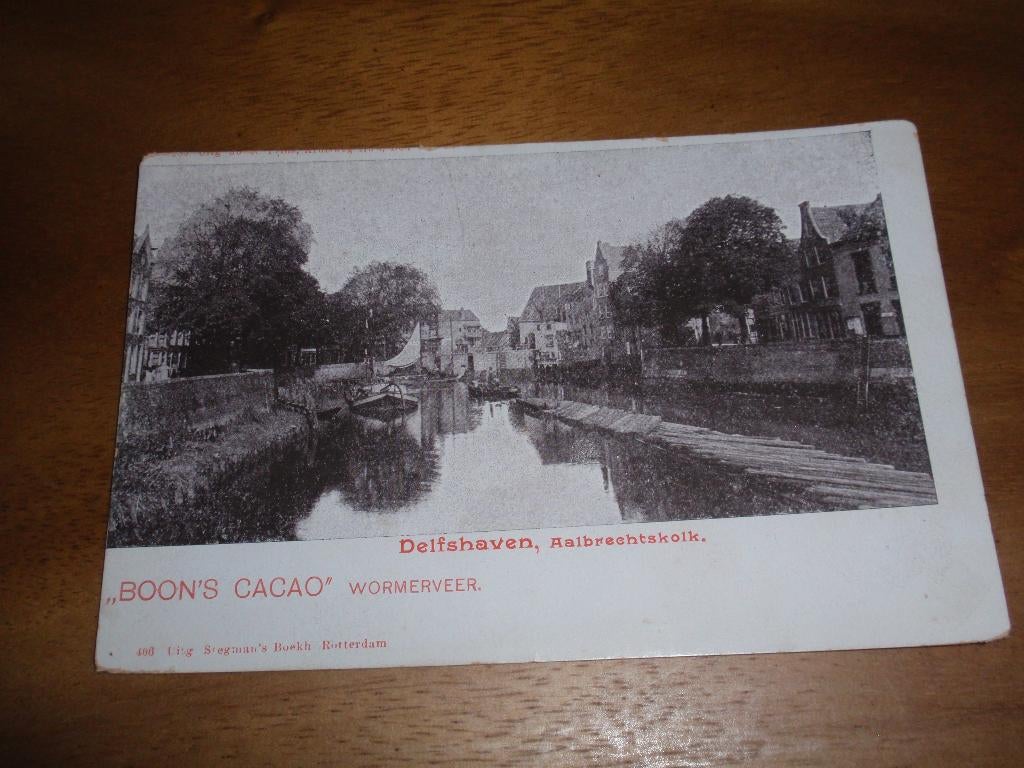 Delfshaven, Aalbrechtskolk.
„BOON'S CACAO" WORMERVEER.
466 Uitg Stegman's Boekh Rotterdam